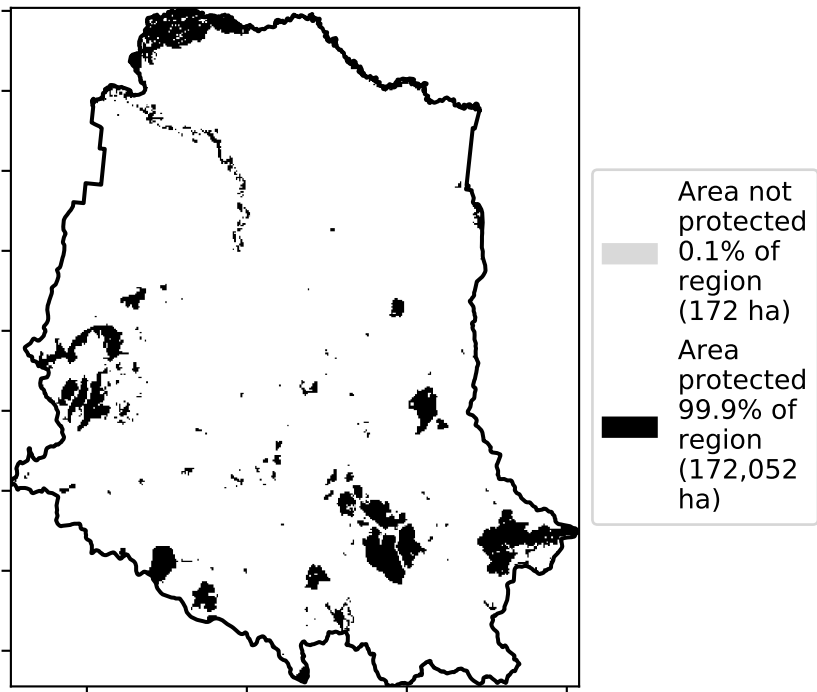 Area not
protected
0.1% of
region
(172 ha)
Area
protected
99.9% of
region
(172,052
ha)